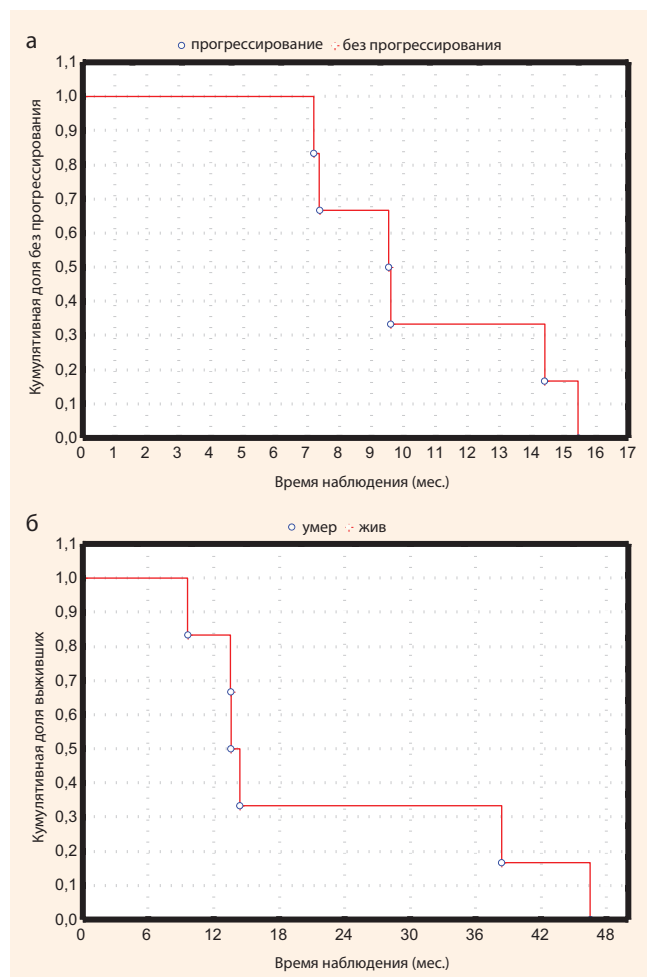 а
прогрессирование без прогрессирования
Кумулятивная доля без прогрессирования
1,1
1,0
0,9
0,8
0,7
0,6
0,5
0,4
0,3
0,2
0,1
0,0
0 1 2 3 3 4 5 6 7 8 9 10 11 12 13 14 15 16 17
Время наблюдения (мес.)
б
умер жив
Кумулятивная доля выживших
1,1
1,0
0,9
0,8
0,7
0,6
0,5
0,4
0,3
0,2
0,1
0,0
0 6 12 18 24 30 36 42 48
Время наблюдения (мес.)